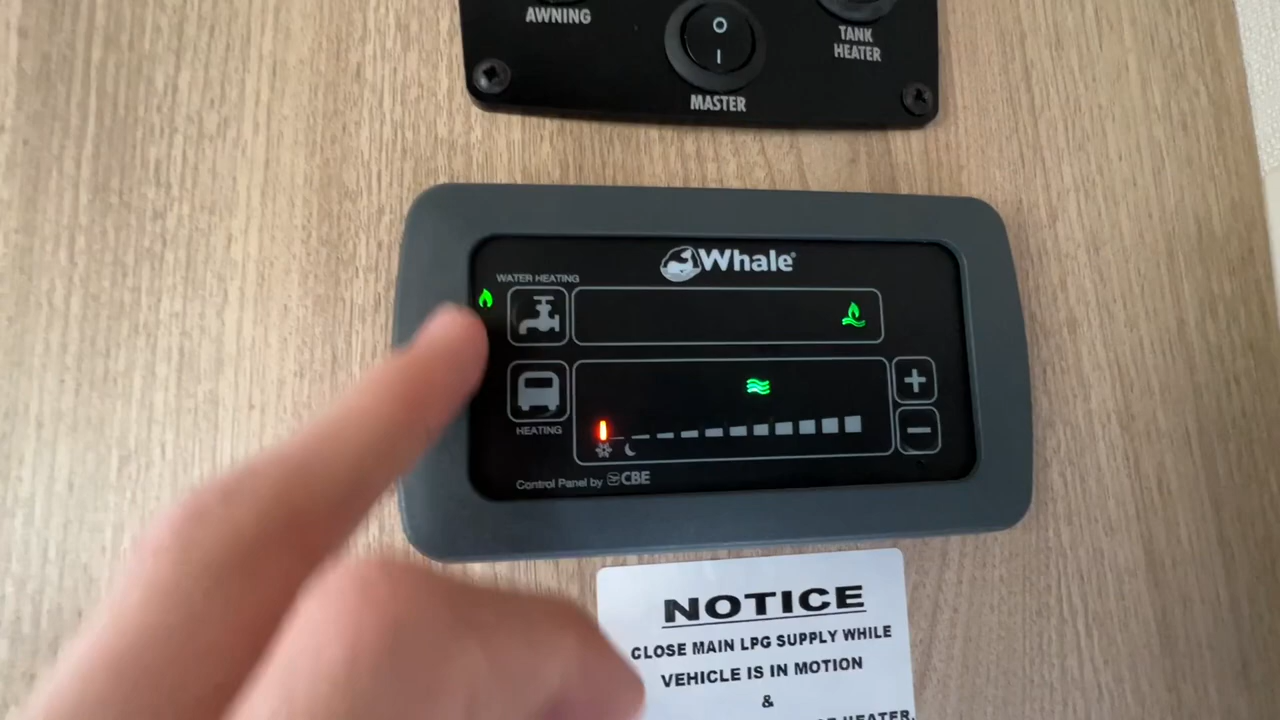 AWNING
TANK
HEATER
MASTER
Whale®
WATER HEATING
HEATING
Control Panel by CBE
NOTICE
CLOSE MAIN LPG SUPPLY WHILE
VEHICLE IS IN MOTION
&
HEATER.